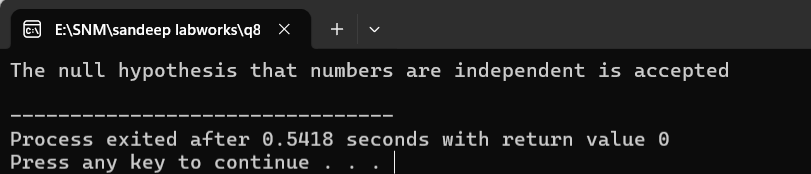 E:\SNM\sandeep labworks\q8
The null hypothesis that numbers are independent is accepted
--------------------------------
Process exited after 0.5418 seconds with return value 0
Press any key to continue . . .